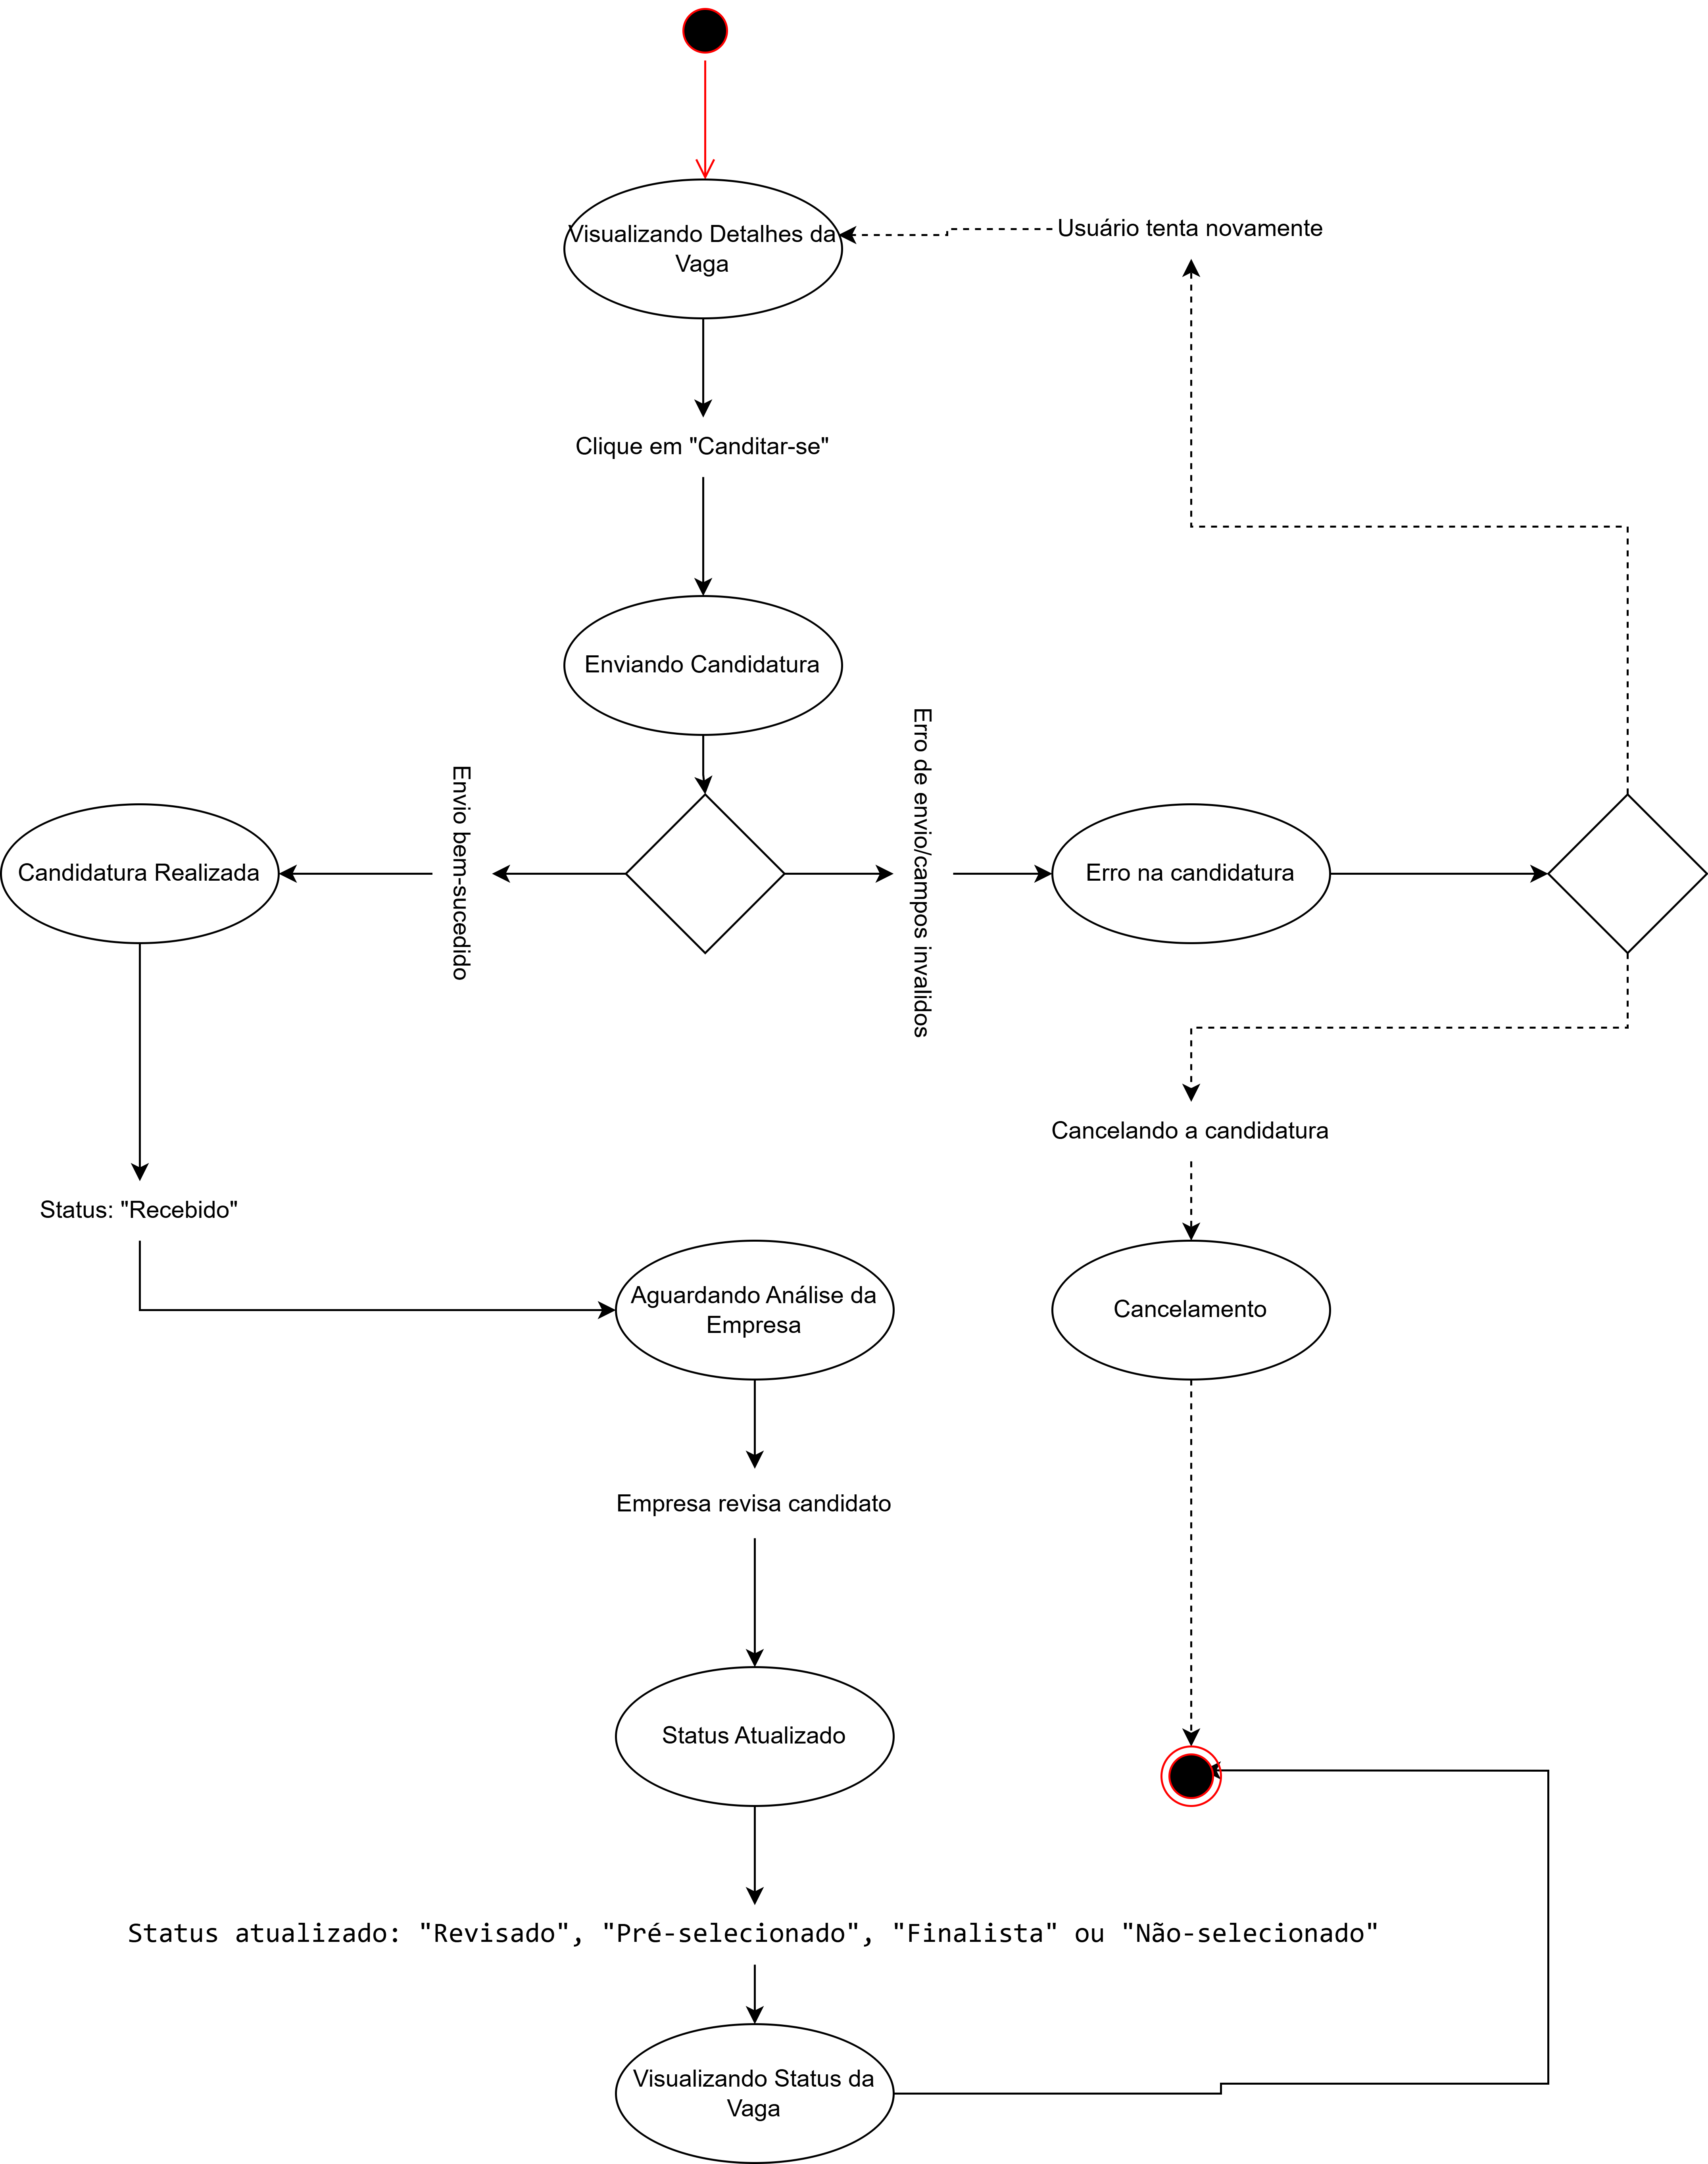 Visualizando Detalhes da
Vaga
Usuário tenta novamente
Clique em "Canditar-se"
Enviando Candidatura
Envio bem-sucedido
Erro de envio/campos invalidos
Candidatura Realizada
Erro na candidatura
Cancelando a candidatura
Status: "Recebido"
Aguardando Análise da
Empresa
Cancelamento
Empresa revisa candidato
Status Atualizado
Status atualizado: "Revisado", "Pré-selecionado", "Finalista" ou "Não-selecionado"
Visualizando Status da
Vaga